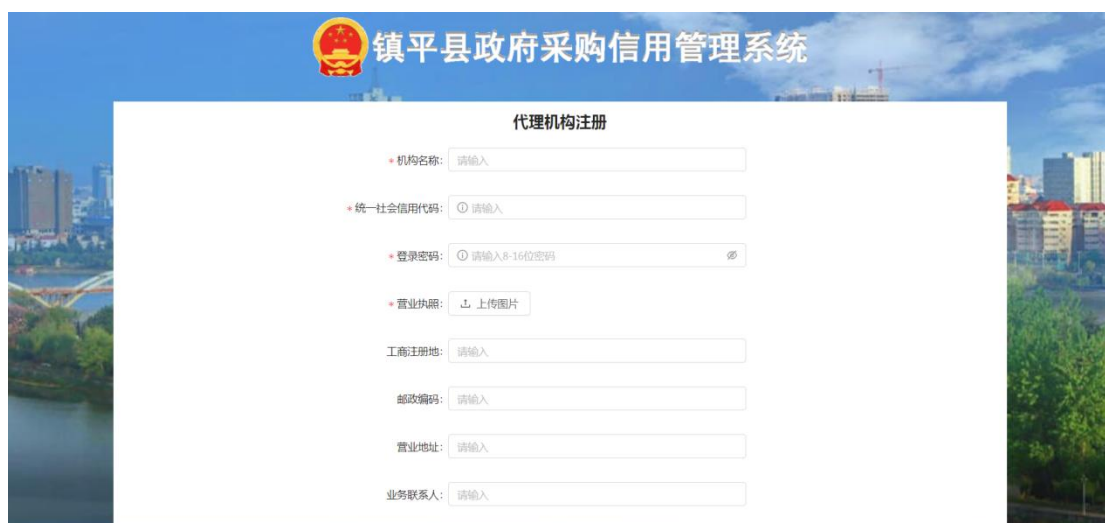 镇平县政府采购信用管理系统
代理机构注册
* 机构名称: 请输入
* 统一社会信用代码: 请输入
* 登录密码: 请输入8-16位密码
* 营业执照: 上传图片
工商注册地: 请输入
邮政编码: 请输入
营业地址: 请输入
业务联系人: 请输入